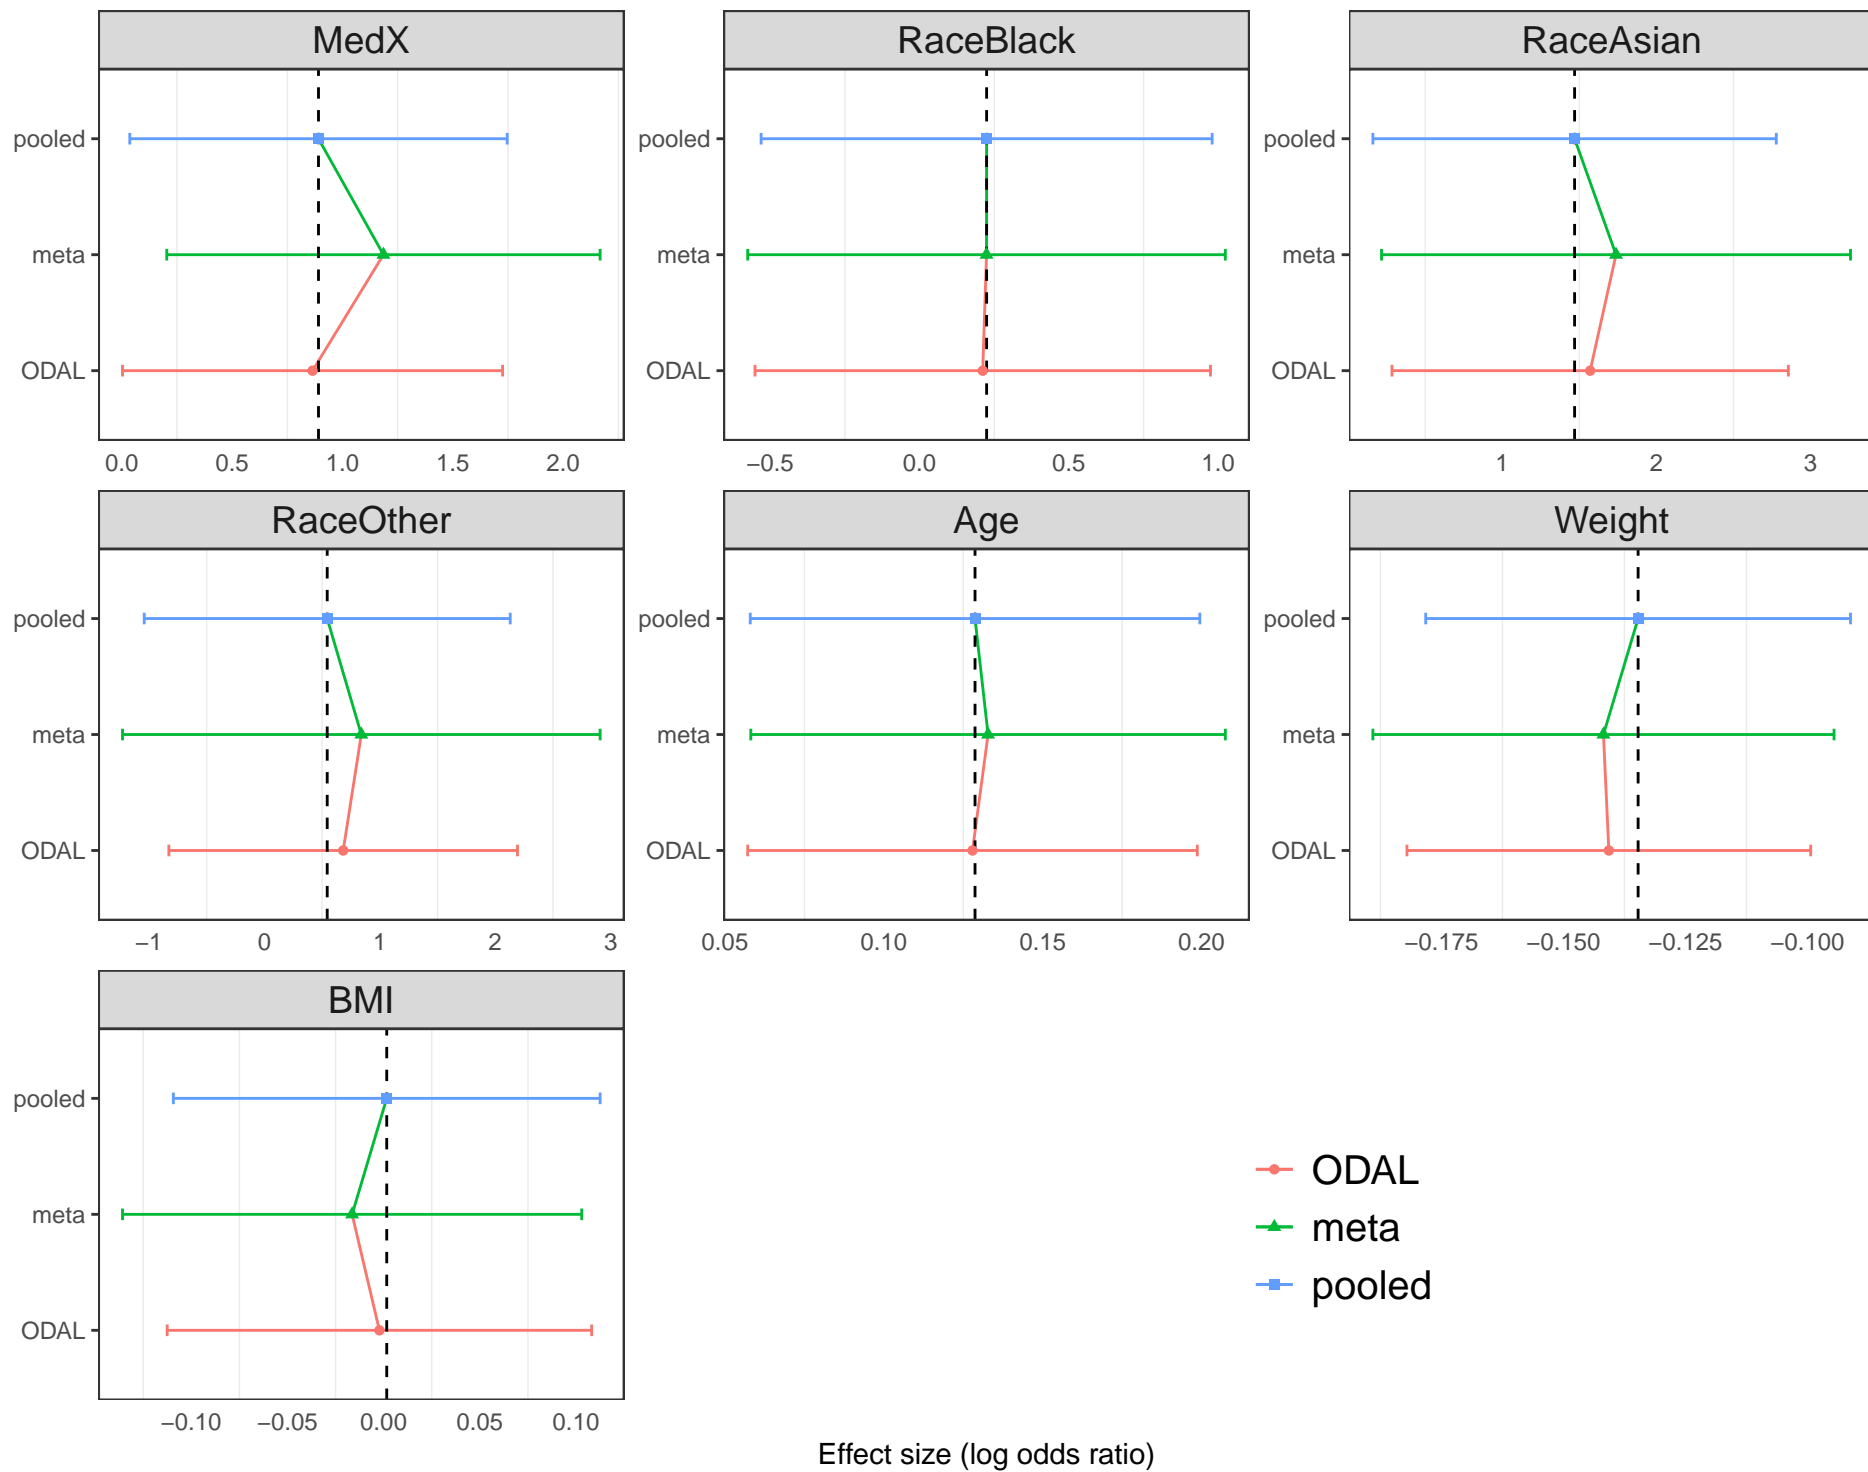 MedX
RaceBlack
RaceAsian
pooled
meta
ODAL
pooled
meta
ODAL
pooled
meta
ODAL
0.0 0.5 1.0 1.5 2.0
−0.5 0.0 0.5 1.0
1 2 3
RaceOther
Age
Weight
pooled
meta
ODAL
pooled
meta
ODAL
pooled
meta
ODAL
−1 0 1 2 3
0.05 0.10 0.15 0.20
−0.175 −0.150 −0.125 −0.100
BMI
pooled
meta
ODAL
−0.10 −0.05 0.00 0.05 0.10
ODAL
meta
pooled
Effect size (log odds ratio)